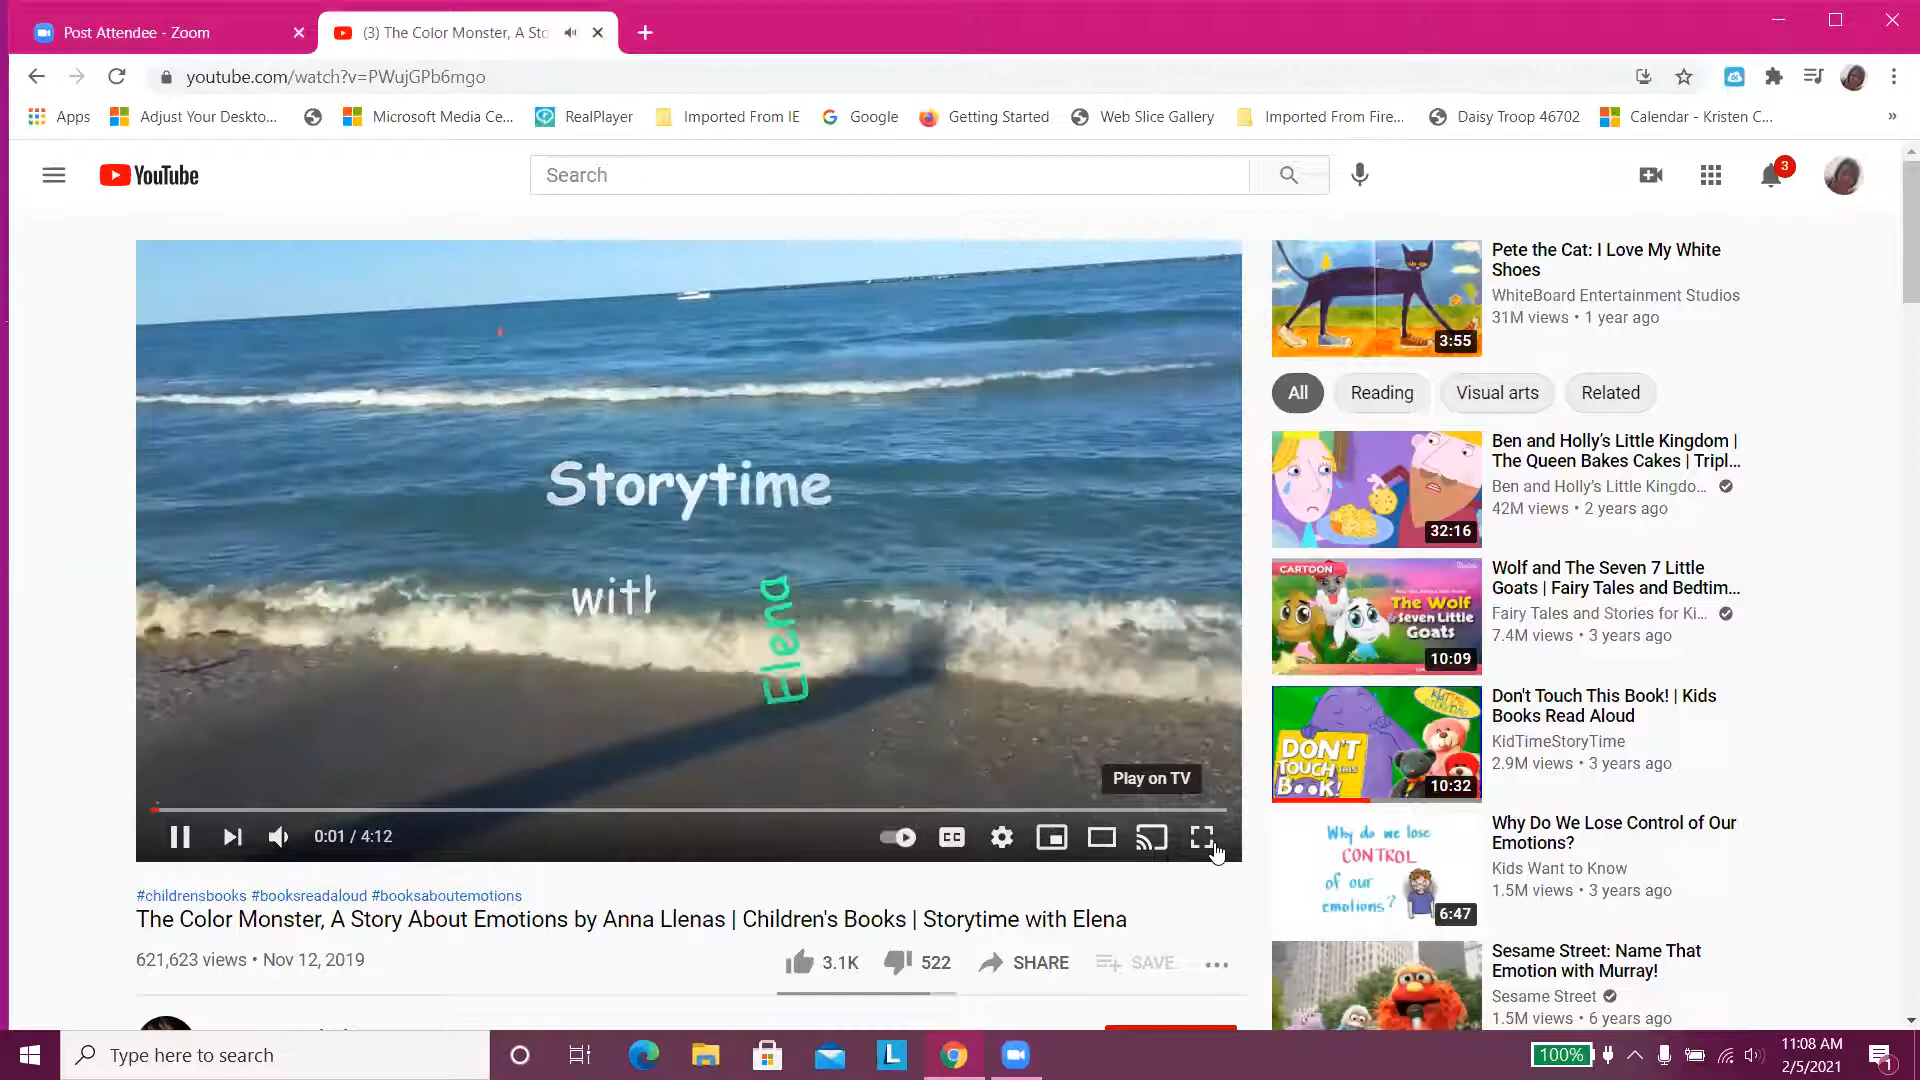 Post Attendee - Zoom
(3) The Color Monster, A Sto
youtube.com/watch?v=PWujGPb6mgo
Apps
Adjust Your Deskto...
Microsoft Media Ce...
RealPlayer
Imported From IE
Google
Getting Started
Web Slice Gallery
Imported From Fire...
Daisy Troop 46702
Calendar - Kristen C...
»
YouTube
Search
3
Storytime
with
Elena
Play on TV
0:01 / 4:12
CC
#childrensbooks #booksreadaloud #booksaboutemotions
The Color Monster, A Story About Emotions by Anna Llenas | Children's Books | Storytime with Elena
621,623 views • Nov 12, 2019
3.1K
522
SHARE
SAVE
3:55
Pete the Cat: I Love My White
Shoes
WhiteBoard Entertainment Studios
31M views • 1 year ago
All
Reading
Visual arts
Related
32:16
Ben and Holly's Little Kingdom |
The Queen Bakes Cakes | Tripl...
Ben and Holly's Little Kingdo...
42M views • 2 years ago
CARTOON
The Wolf
& Seven Little
Goats
10:09
Wolf and The Seven 7 Little
Goats | Fairy Tales and Bedtim...
Fairy Tales and Stories for Ki...
7.4M views • 3 years ago
DON'T
TOUCH THIS
BOOK!
10:32
Don't Touch This Book! | Kids
Books Read Aloud
KidTimeStoryTime
2.9M views • 3 years ago
Why do we lose
CONTROL
of our
emotions?
6:47
Why Do We Lose Control of Our
Emotions?
Kids Want to Know
1.5M views • 3 years ago
Sesame Street: Name That
Emotion with Murray!
Sesame Street
1.5M views • 6 years ago
Type here to search
L
100%
11:08 AM
2/5/2021
1